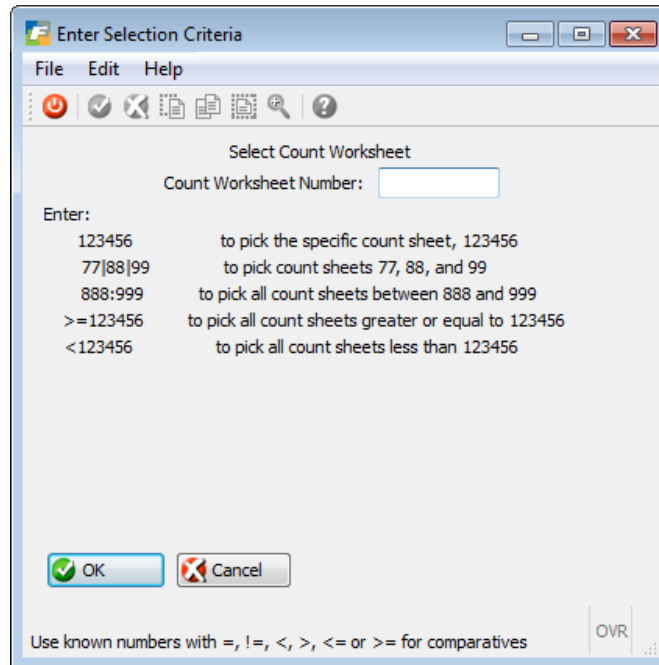 Enter Selection Criteria
File Edit Help
Select Count Worksheet
Count Worksheet Number:
Enter:
123456 to pick the specific count sheet, 123456
77|88|99 to pick count sheets 77, 88, and 99
888:999 to pick all count sheets between 888 and 999
>=123456 to pick all count sheets greater or equal to 123456
<123456 to pick all count sheets less than 123456
OK Cancel
Use known numbers with =, !=, <, >, <= or >= for comparatives OVR